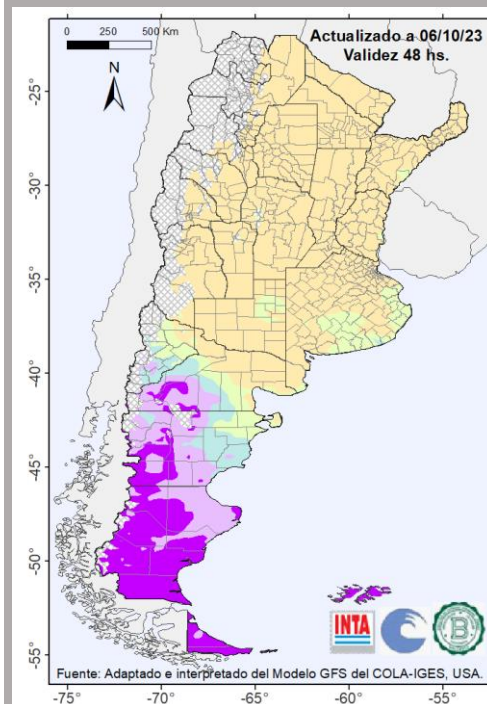 Actualizado a 06/10/23
Validez 48 hs.
0 250 500 Km
N
-25°
-30°
-35°
-40°
-45°
-50°
-55°
INTA
B
Fuente: Adaptado e interpretado del Modelo GFS del COLA-IGES, USA.
-75 -70 -65 -60 -55